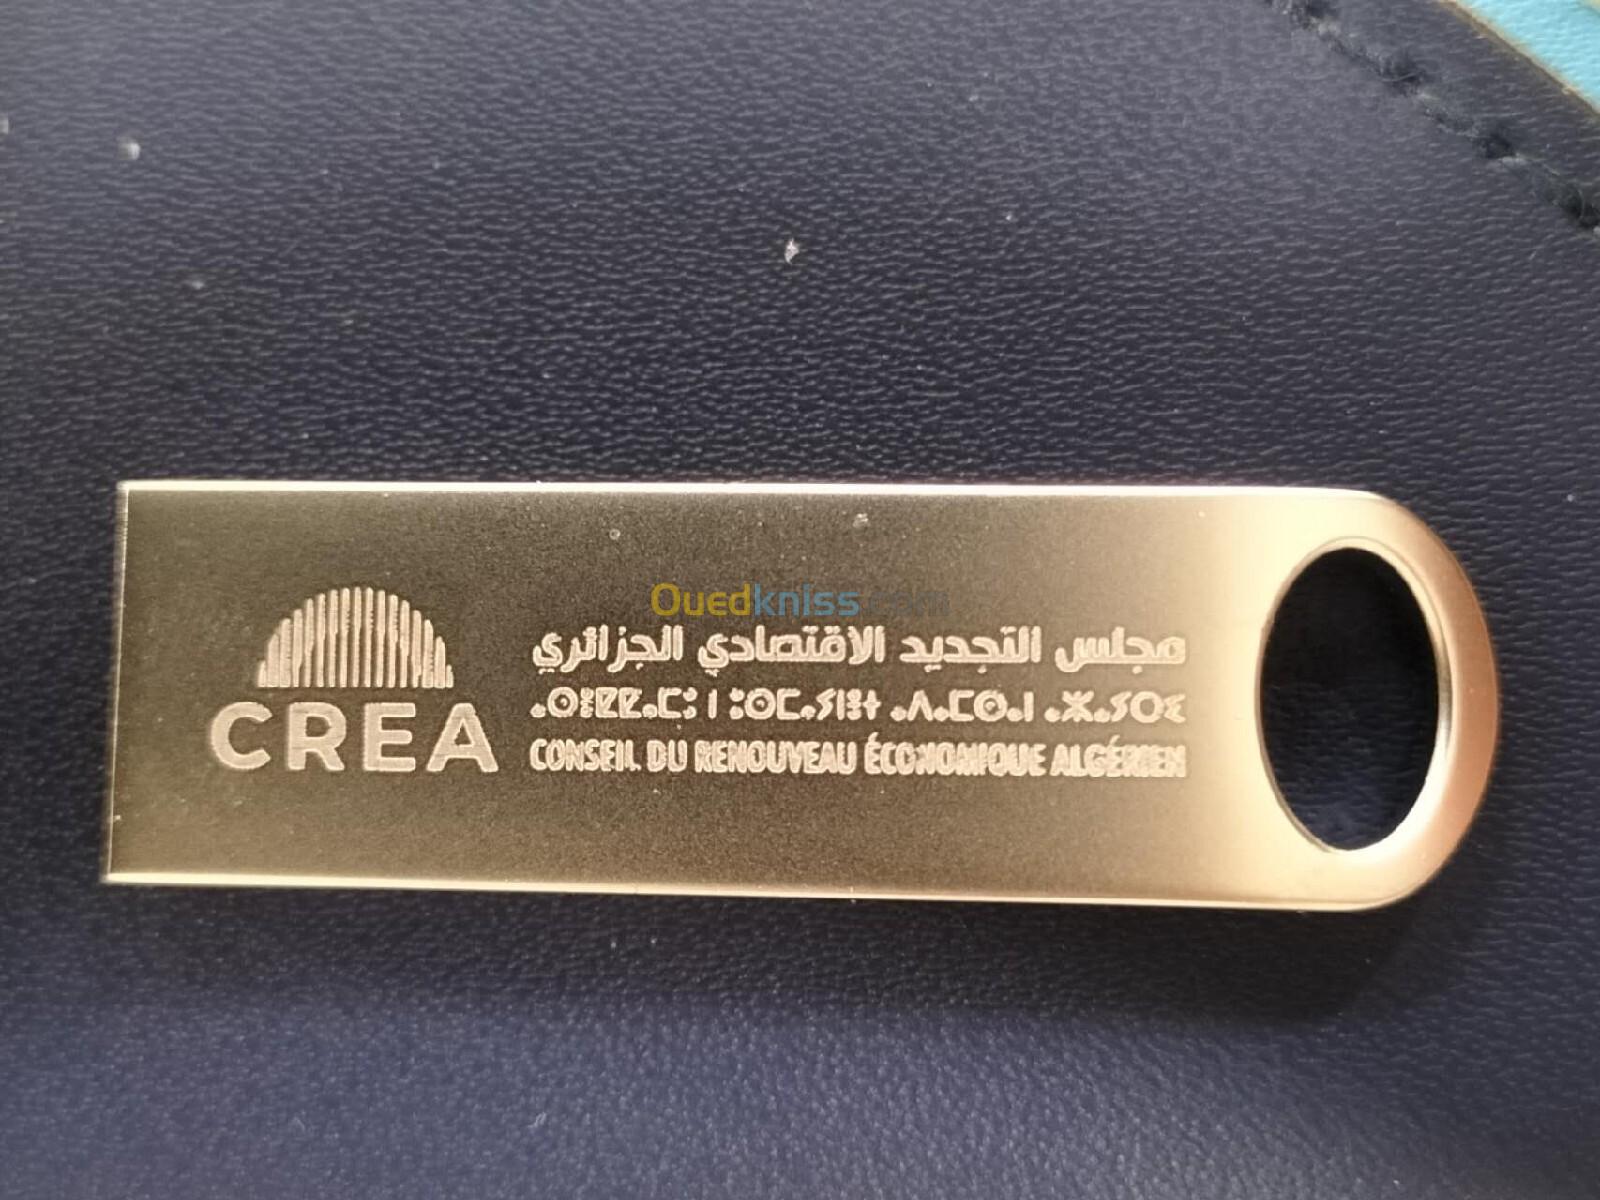 Ouedkniss.com
مجلس التجديد الاقتصادي الجزائري
CREA
CONSEIL DU RENOUVEAU ÉCONOMIQUE ALGÉRIEN